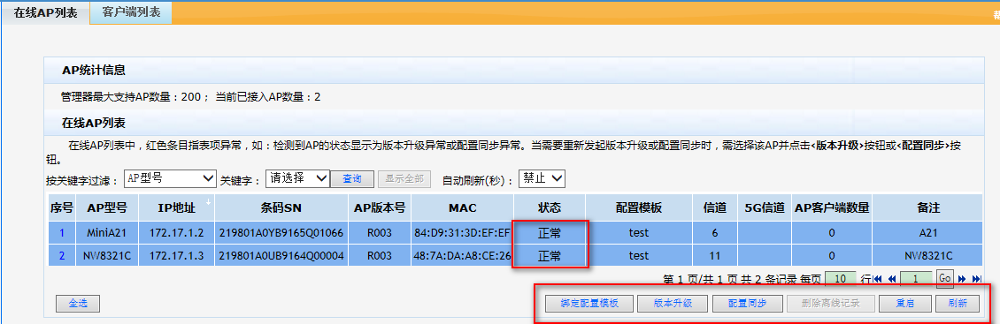 在线AP列表 客户端列表
AP统计信息
管理器最大支持AP数量：200； 当前已接入AP数量：2
在线AP列表
在线AP列表中，红色条目指表项异常，如：检测到AP的状态显示为版本升级异常或配置同步异常。当需要重新发起版本升级或配置同步时，需选择该AP并点击<版本升级>按钮或<配置同步>按
钮。
按关键字过滤： AP型号 关键字： 请选择 查询 显示全部 自动刷新(秒)： 禁止
序号 AP型号 IP地址 条码SN AP版本号 MAC 状态 配置模板 信道 5G信道 AP客户端数量 备注
1 MiniA21 172.17.1.2 219801A0YB9165Q01066 R003 84:D9:31:3D:EF:EF 正常 test 6 0 A21
2 NW8321C 172.17.1.3 219801A0UB9164Q00004 R003 48:7A:DA:A8:CE:26 正常 test 11 0 NW8321C
第 1 页/共 1 页 共 2 条记录 每页 10 行 1 Go
全选 绑定配置模板 版本升级 配置同步 删除离线记录 重启 刷新